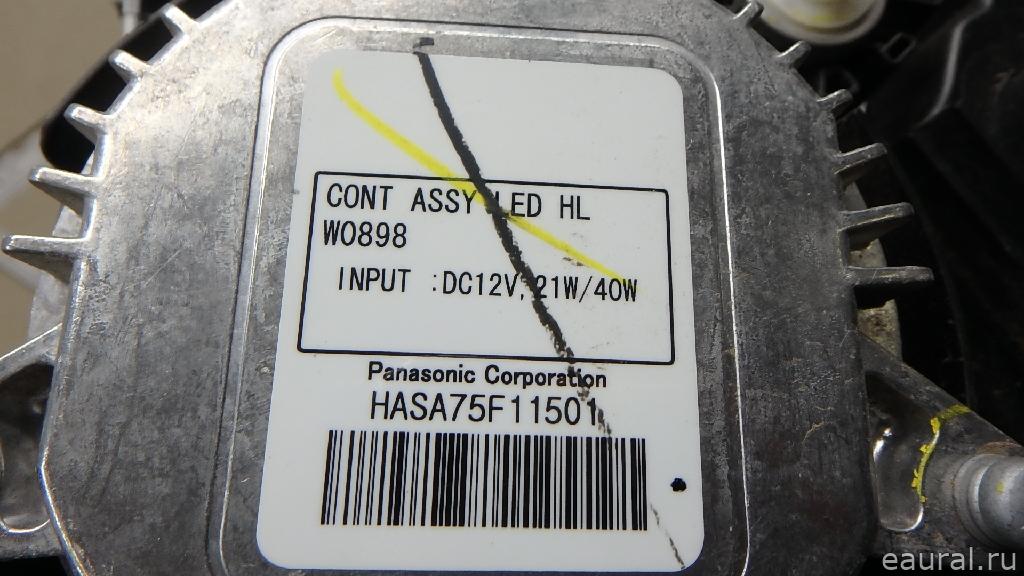 CONT ASSY LED HL
W0898
INPUT :DC12V, 21W/40W
Panasonic Corporation
HASA75F11501
eaural.ru